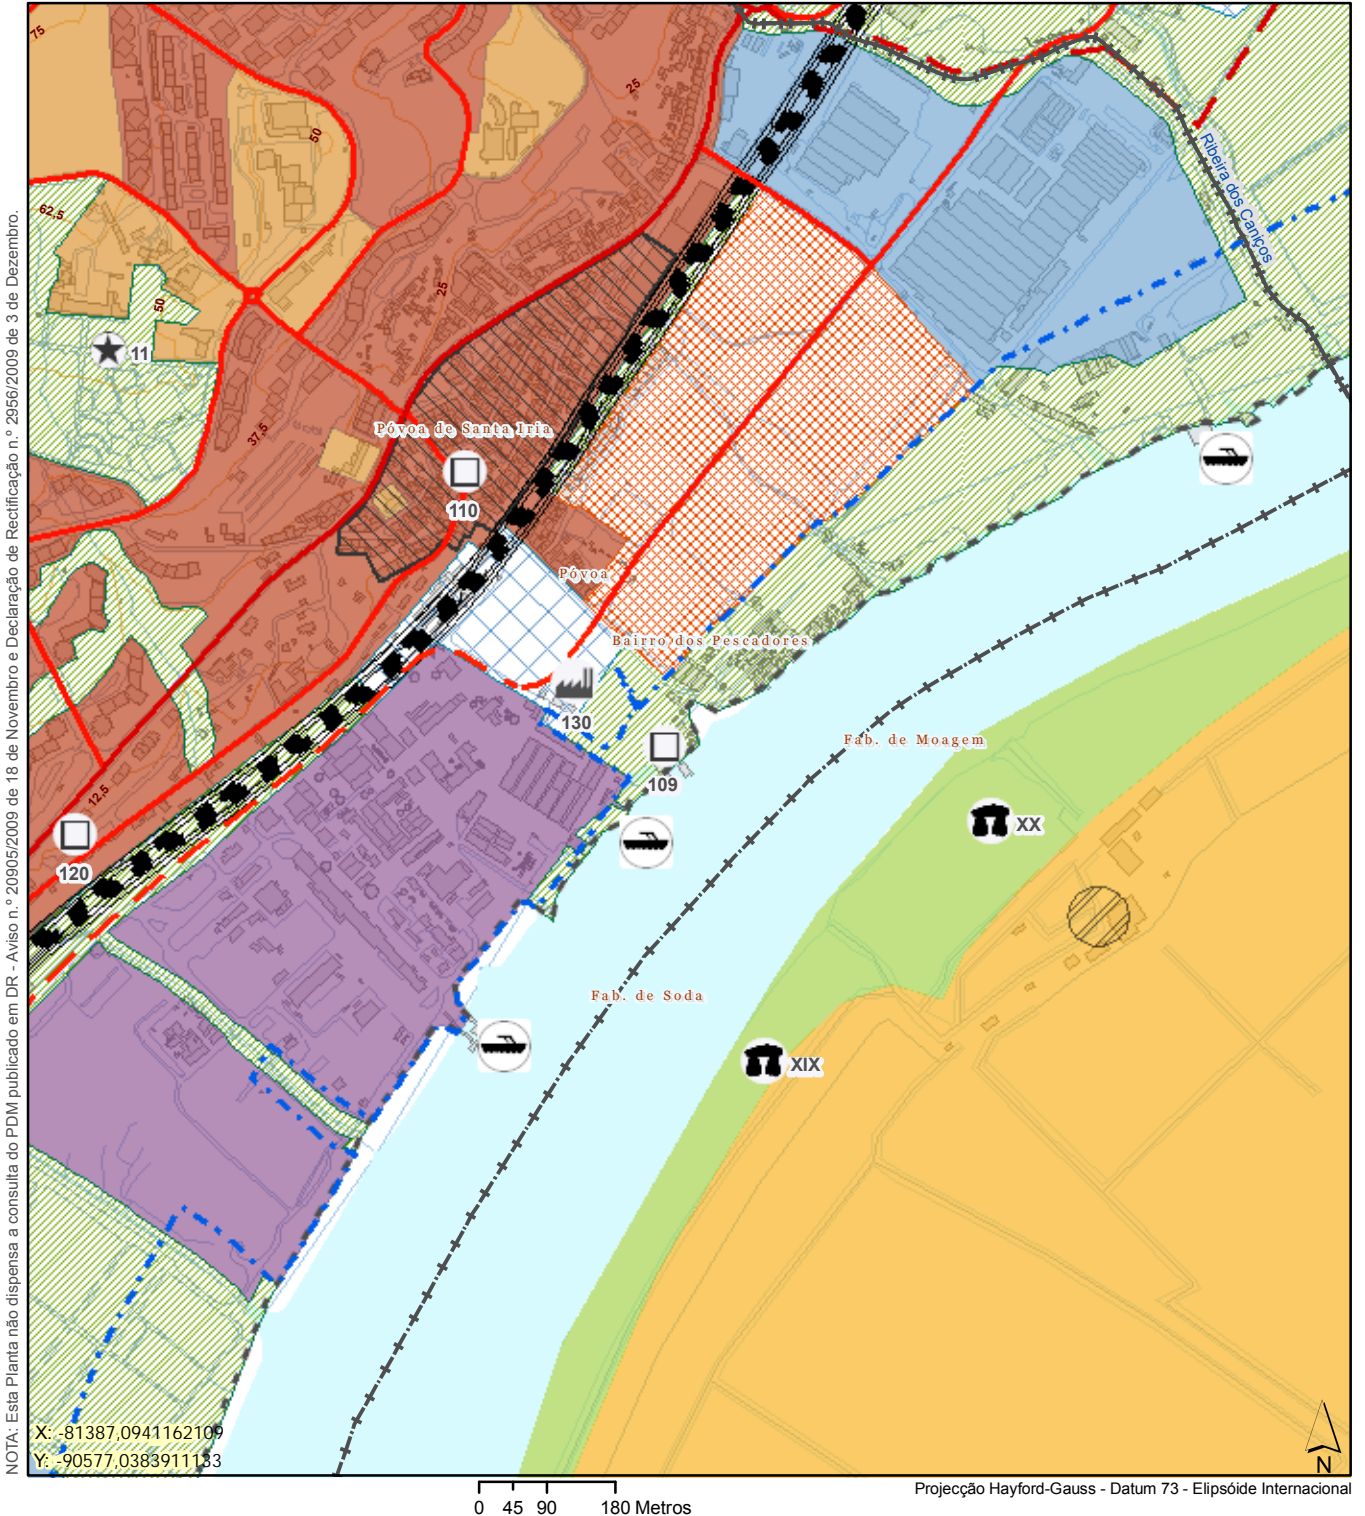 75
25
50
Ribeira dos Caniços
62,5
50
25
11
37,5
Póvoa de Santa Iria
110
Póvoa
Bairro dos Pescadores
130
Fab. de Moagem
109
12,5
120
XX
Fab. de Soda
XIX
NOTA: Esta Planta não dispensa a consulta do PDM publicado em DR - Aviso n.º 20905/2009 de 18 de Novembro e Declaração de Rectificação n.º 2956/2009 de 3 de Dezembro.
X: -81387,0941162109
Y: -90577,0383911133
N
Projecção Hayford-Gauss - Datum 73 - Elipsóide Internacional
0 45 90 180 Metros